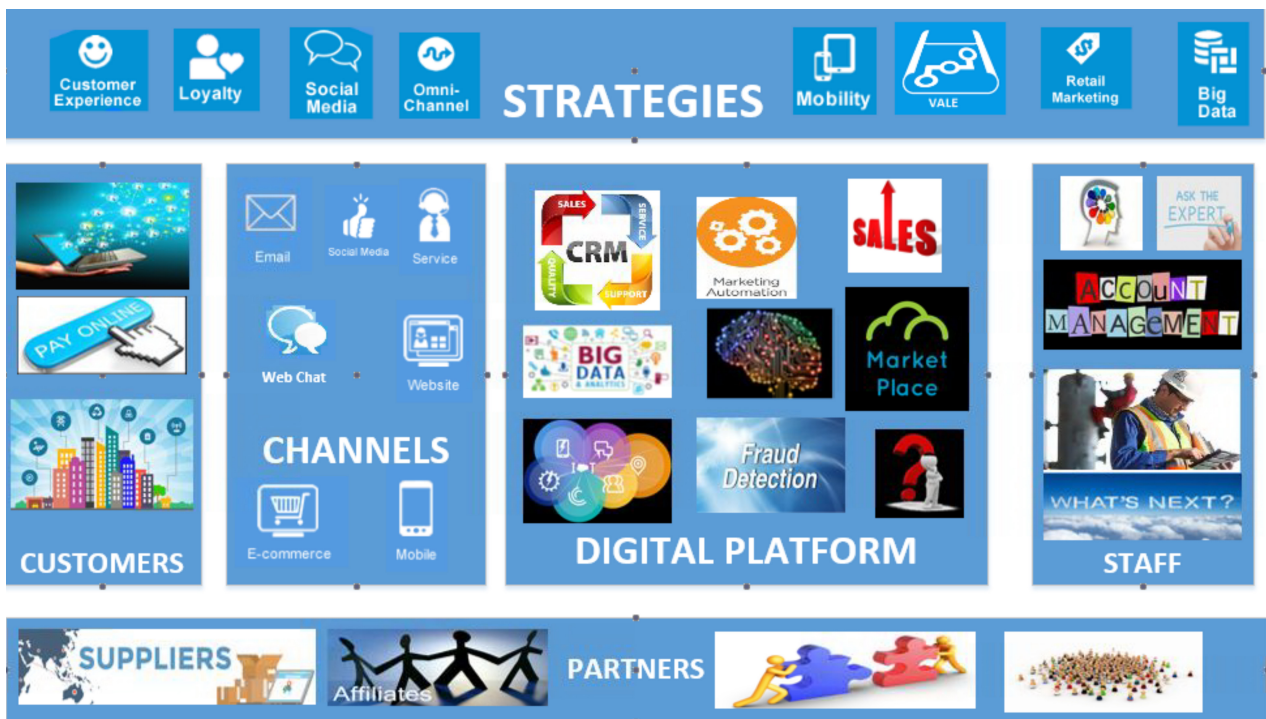 Customer
Experience
Loyalty
Social
Media
Omni-
Channel
STRATEGIES
Mobility
VALE
Retail
Marketing
Big
Data
PAY ONLINE
CUSTOMERS
Email
Social Media
Service
Web Chat
Website
CHANNELS
E-commerce
Mobile
SALES
SERVICE
CRM
QUALITY
SUPPORT
Marketing
Automation
SALES
BIG
DATA
& ANALYTICS
Market
Place
IOT
Fraud
Detection
DIGITAL PLATFORM
ASK THE
EXPERT
ACCOUNT
MANAGEMENT
WHAT'S NEXT?
STAFF
SUPPLIERS
Affiliates
PARTNERS